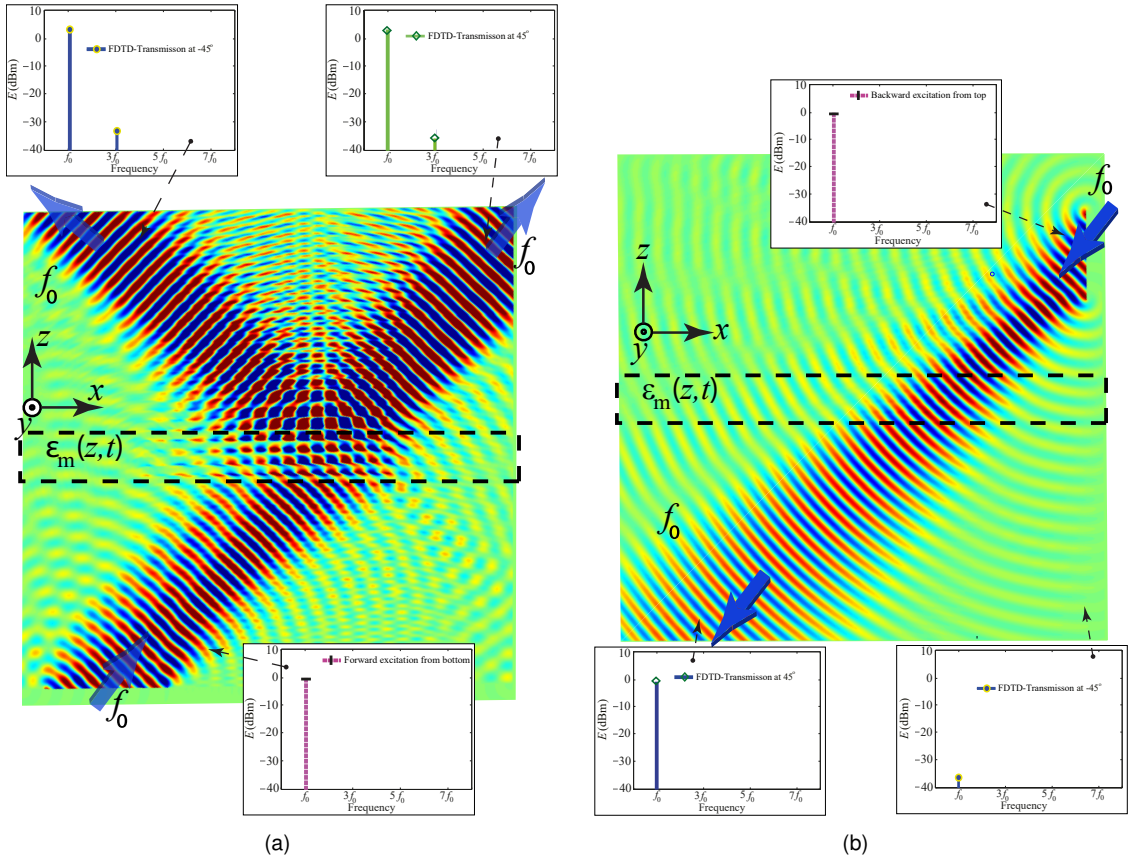 10
0
−10
−20
−30
−40
E (dBm)
FDTD-Transmisson at -45°
f0 3f0 5f0 7f0
Frequency
10
0
−10
−20
−30
−40
E (dBm)
FDTD-Transmisson at 45°
f0 3f0 5f0 7f0
Frequency
f0
f0
z
x
y
εm(z,t)
f0
10
0
−10
−20
−30
−40
E (dBm)
Forward excitation from bottom
f0 3f0 5f0 7f0
Frequency
(a)
10
0
−10
−20
−30
−40
E (dBm)
Backward excitation from top
f0 3f0 5f0 7f0
Frequency
f0
z
x
y
εm(z,t)
f0
10
0
−10
−20
−30
−40
E (dBm)
FDTD-Transmisson at 45°
f0 3f0 5f0 7f0
Frequency
10
0
−10
−20
−30
−40
E (dBm)
FDTD-Transmisson at -45°
f0 3f0 5f0 7f0
Frequency
(b)